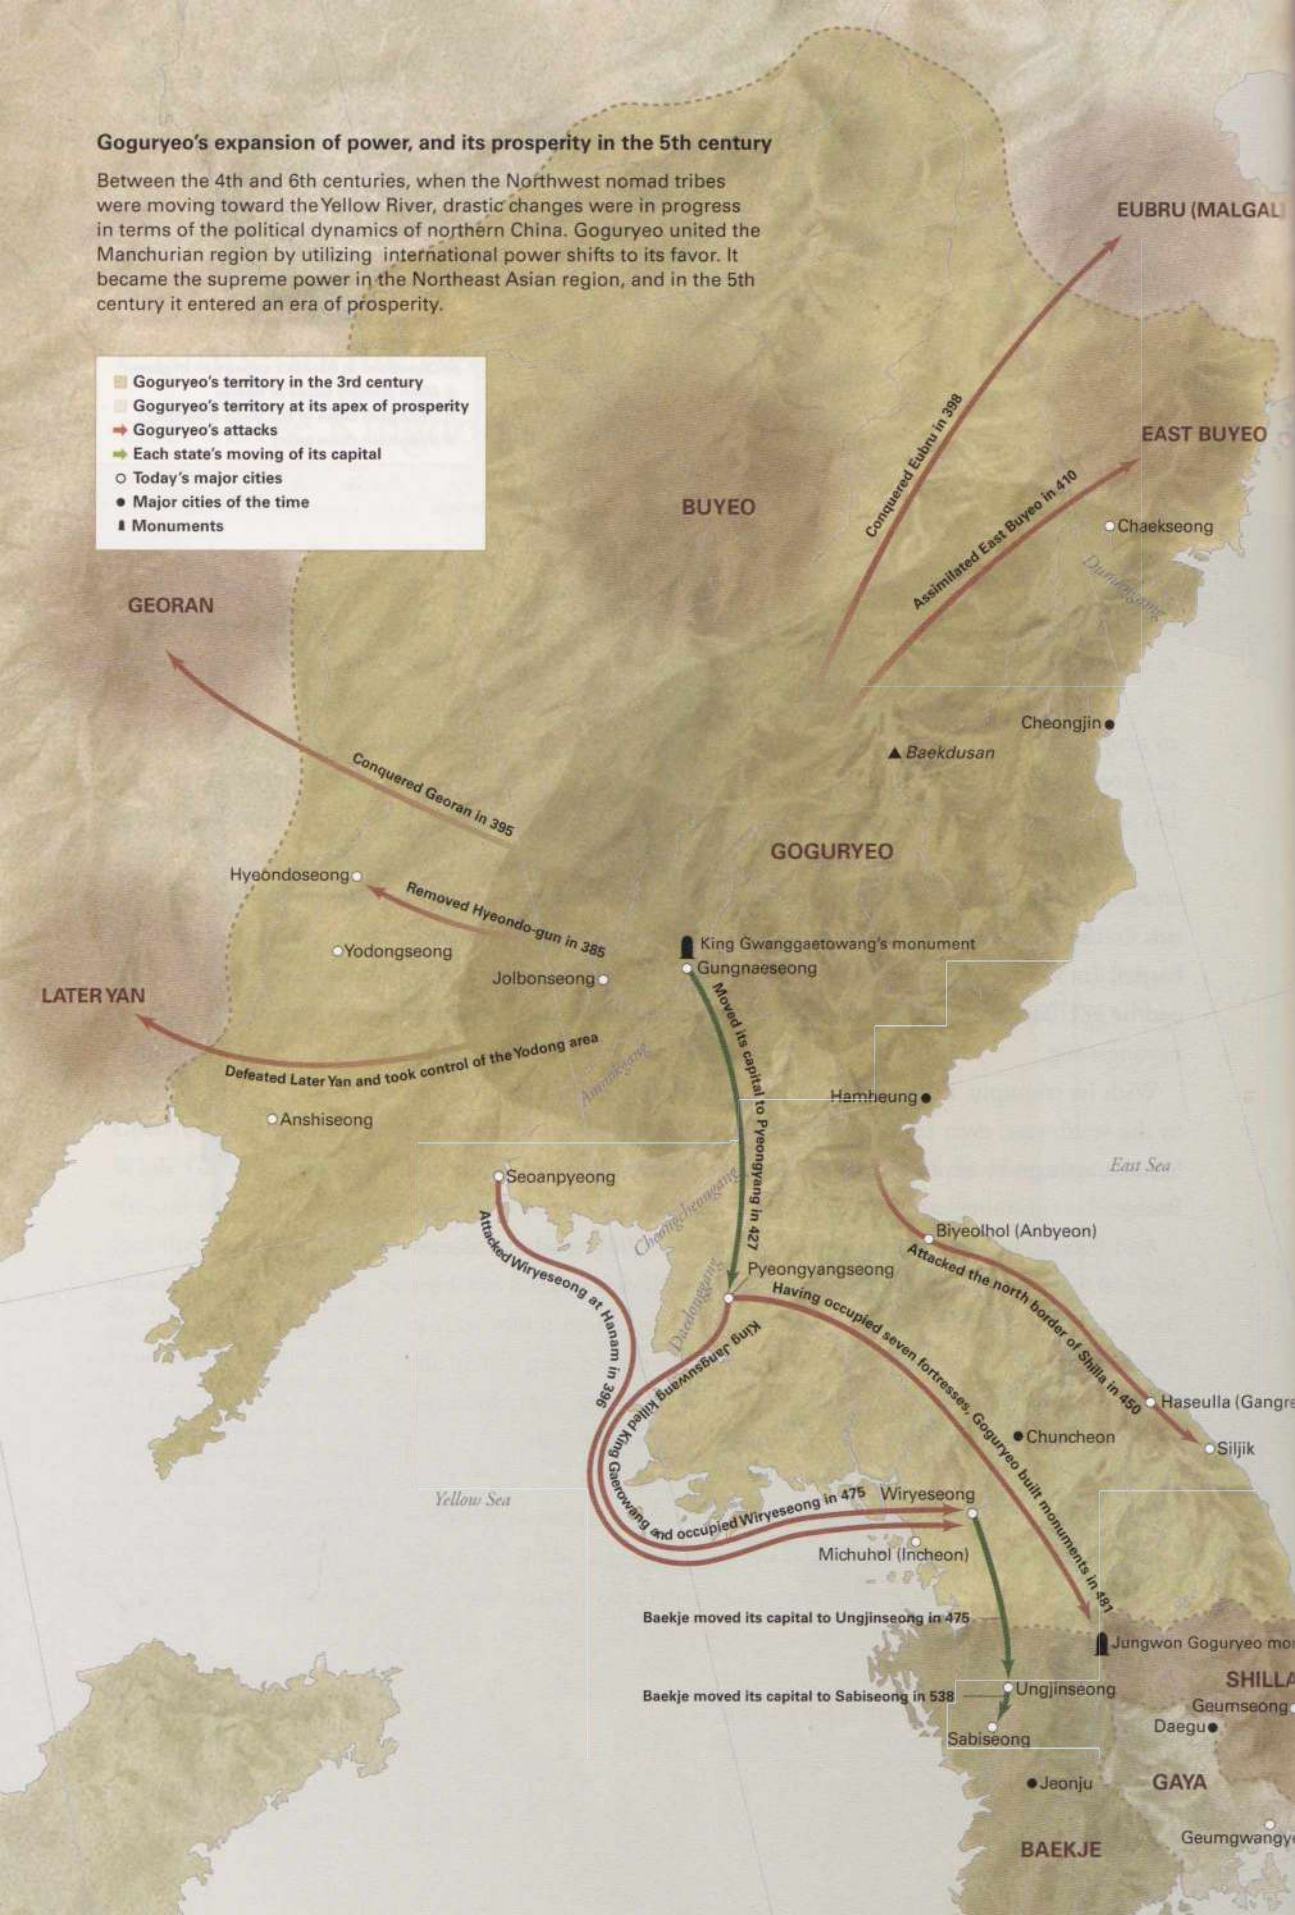 Goguryeo's expansion of power, and its prosperity in the 5th century
Between the 4th and 6th centuries, when the Northwest nomad tribes
were moving toward the Yellow River, drastic changes were in progress
in terms of the political dynamics of northern China. Goguryeo united the
Manchurian region by utilizing international power shifts to its favor. It
became the supreme power in the Northeast Asian region, and in the 5th
century it entered an era of prosperity.
Goguryeo's territory in the 3rd century
Goguryeo's territory at its apex of prosperity
Goguryeo's attacks
Each state's moving of its capital
Today's major cities
Major cities of the time
Monuments
EUBRU (MALGAL
Conquered Eubru in 398
EAST BUYEO
Assimilated East Buyeo in 410
BUYEO
Chaekseong
Dumangang
GEORAN
Cheongjin
Baekdusan
Conquered Georan in 395
GOGURYEO
Hyeondoseong
Removed Hyeondo-gun in 385
King Gwanggaetowang's monument
Yodongseong
Gungnaeseong
Jolbonseong
LATER YAN
Moved its capital to Pyeongyang in 427
Defeated Later Yan and took control of the Yodong area
Amnokgang
Hamheung
Anshiseong
East Sea
Seoanpyeong
Cheongcheongang
Biyeolhol (Anbyeon)
Attacked Wiryeseong at Hanam in 396
Attacked the north border of Shilla in 450
Pyeongyangseong
Daedonggang
Having occupied seven fortresses, Goguryeo built monuments in 481
King Jangsuwang killed King Gaerowang and occupied Wiryeseong in 475
Haseulla (Gangre
Chuncheon
Siljik
Yellow Sea
Wiryeseong
Michuhol (Incheon)
Baekje moved its capital to Ungjinseong in 475
Jungwon Goguryeo mo
SHILLA
Ungjinseong
Baekje moved its capital to Sabiseong in 538
Geumseong
Daegu
Sabiseong
Jeonju
GAYA
Geumgwangy
BAEKJE